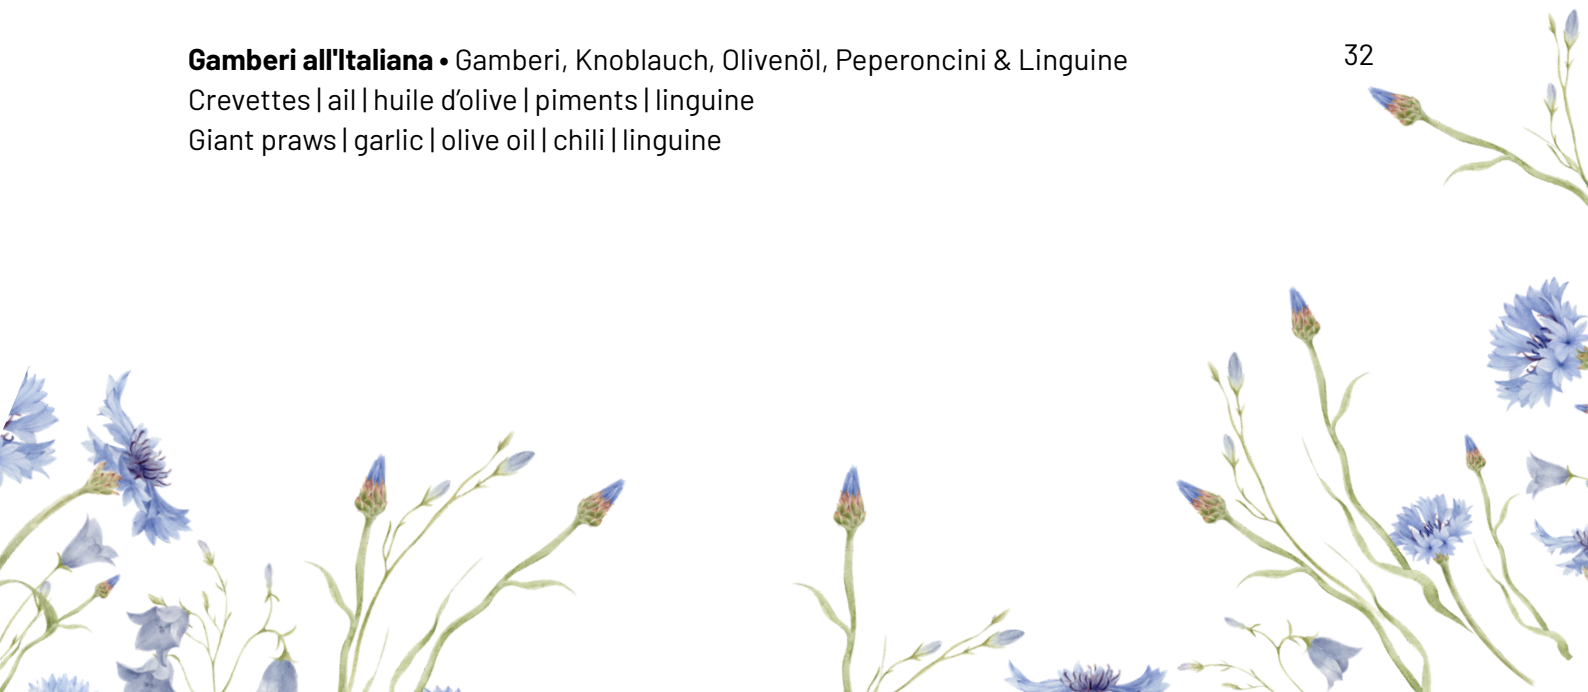 Gamberi all'Italiana • Gamberi, Knoblauch, Olivenöl, Peperoncini & Linguine 32
Crevettes | ail | huile d’olive | piments | linguine
Giant praws | garlic | olive oil | chili | linguine